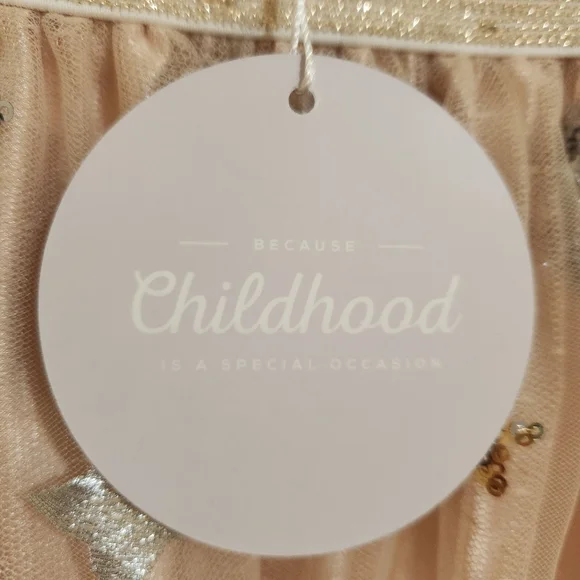 BECAUSE
Childhood
IS A SPECIAL OCCASION